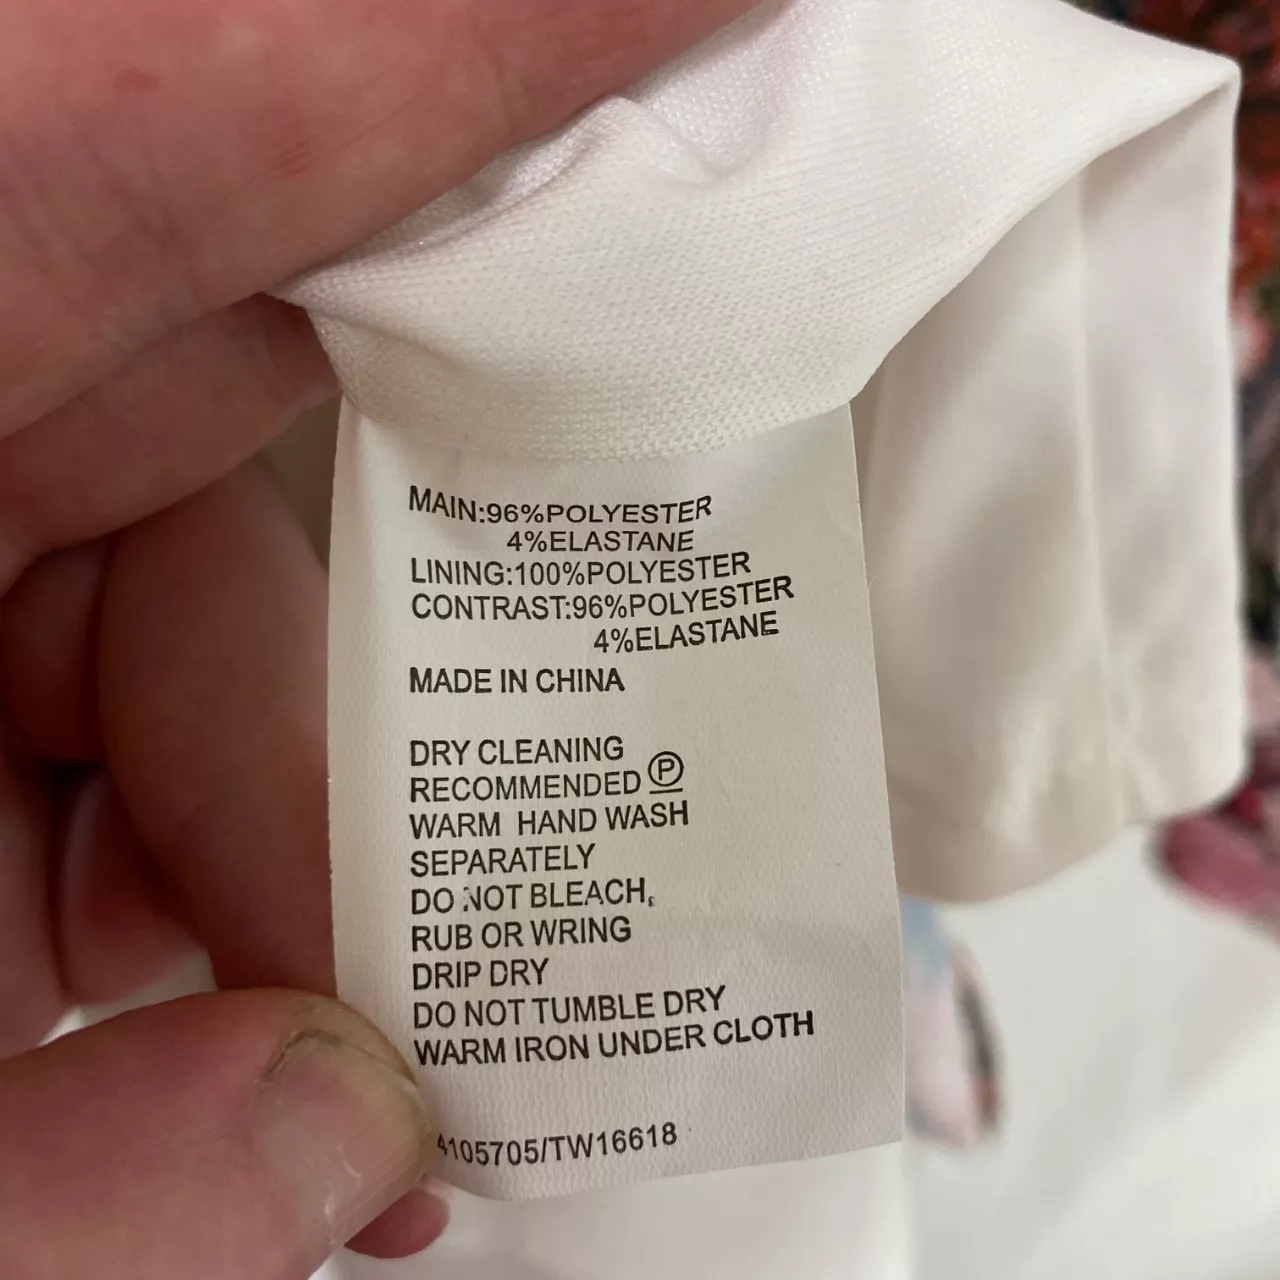 MAIN:96%POLYESTER
4%ELASTANE
LINING:100%POLYESTER
CONTRAST:96%POLYESTER
4%ELASTANE
MADE IN CHINA
DRY CLEANING
RECOMMENDED Ⓟ
WARM HAND WASH
SEPARATELY
DO NOT BLEACH,
RUB OR WRING
DRIP DRY
DO NOT TUMBLE DRY
WARM IRON UNDER CLOTH
4105705/TW16618